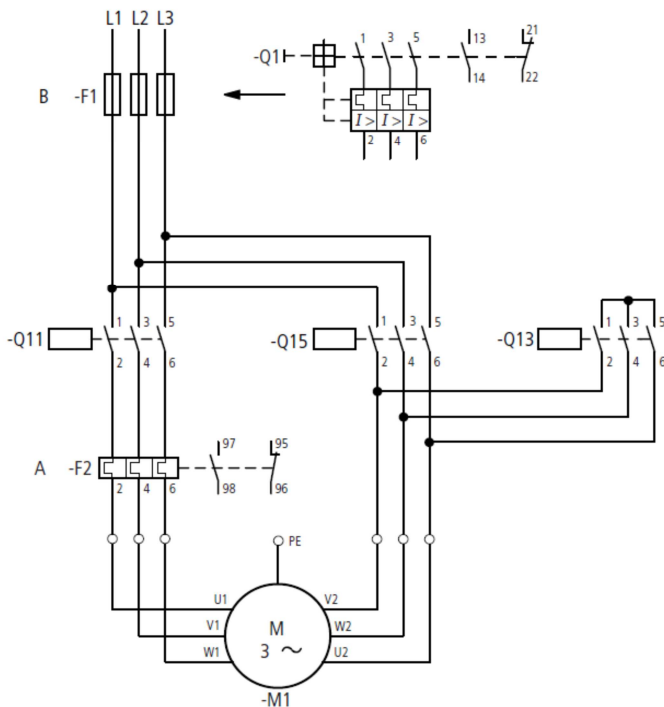 L1 L2 L3
-Q1 1 3 5 13 21
14 22
B -F1
I> I> I>
2 4 6
1 3 5 1 3 5 1 3 5
-Q11 -Q15 -Q13
2 4 6 2 4 6 2 4 6
97 95
A -F2
2 4 6 98 96
PE
U1 V2
V1 M W2
3 ~
W1 U2
-M1